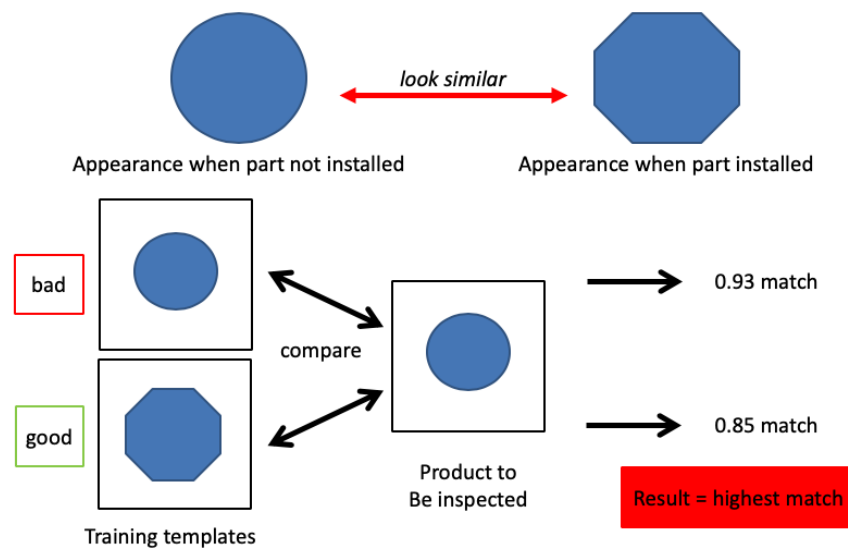 look similar
Appearance when part not installed
Appearance when part installed
bad
0.93 match
compare
good
0.85 match
Product to
Be inspected
Result = highest match
Training templates